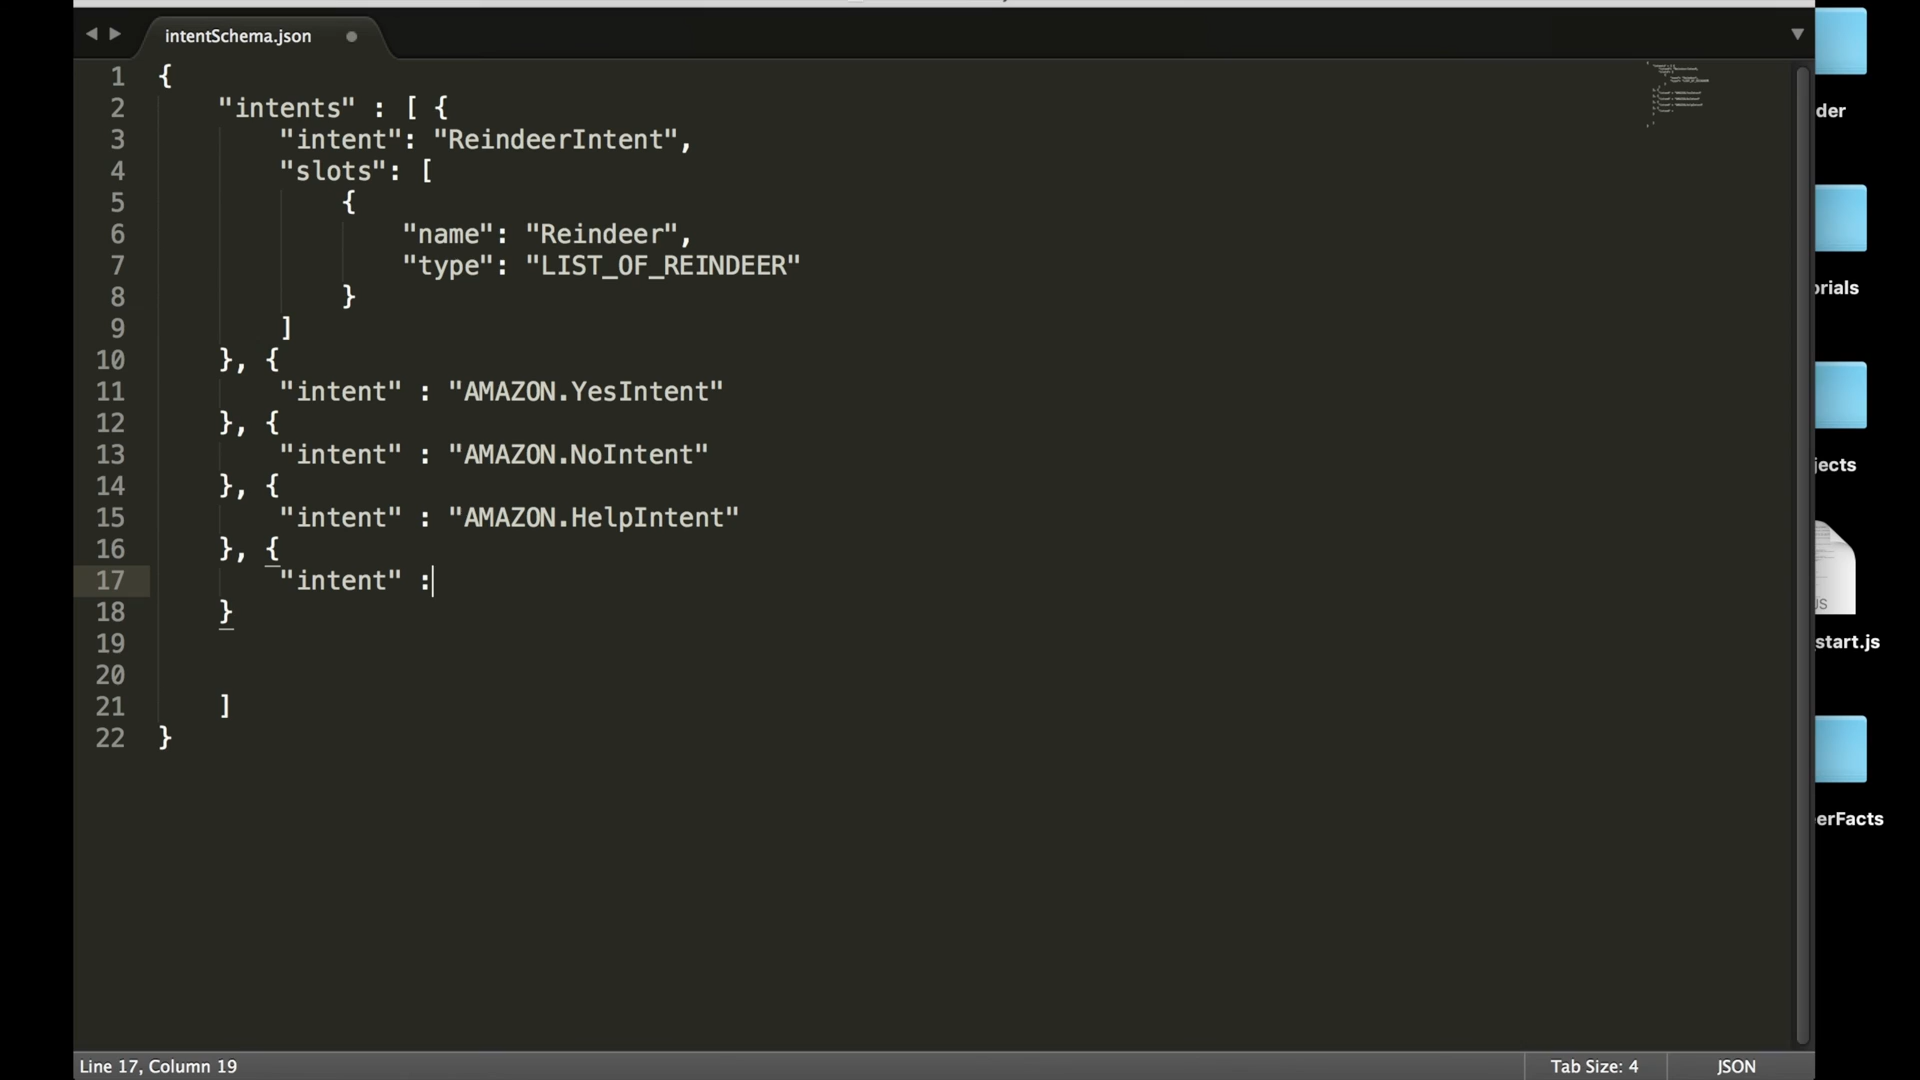 intentSchema.json
1 {
2 "intents" : [ {
3 "intent": "ReindeerIntent",
4 "slots": [
5 {
6 "name": "Reindeer",
7 "type": "LIST_OF_REINDEER"
8 }
9 ]
10 }, {
11 "intent" : "AMAZON.YesIntent"
12 }, {
13 "intent" : "AMAZON.NoIntent"
14 }, {
15 "intent" : "AMAZON.HelpIntent"
16 }, {
17 "intent" :
18 }
19
20
21 ]
22 }
der
orials
jects
JS
start.js
erFacts
Line 17, Column 19
Tab Size: 4
JSON